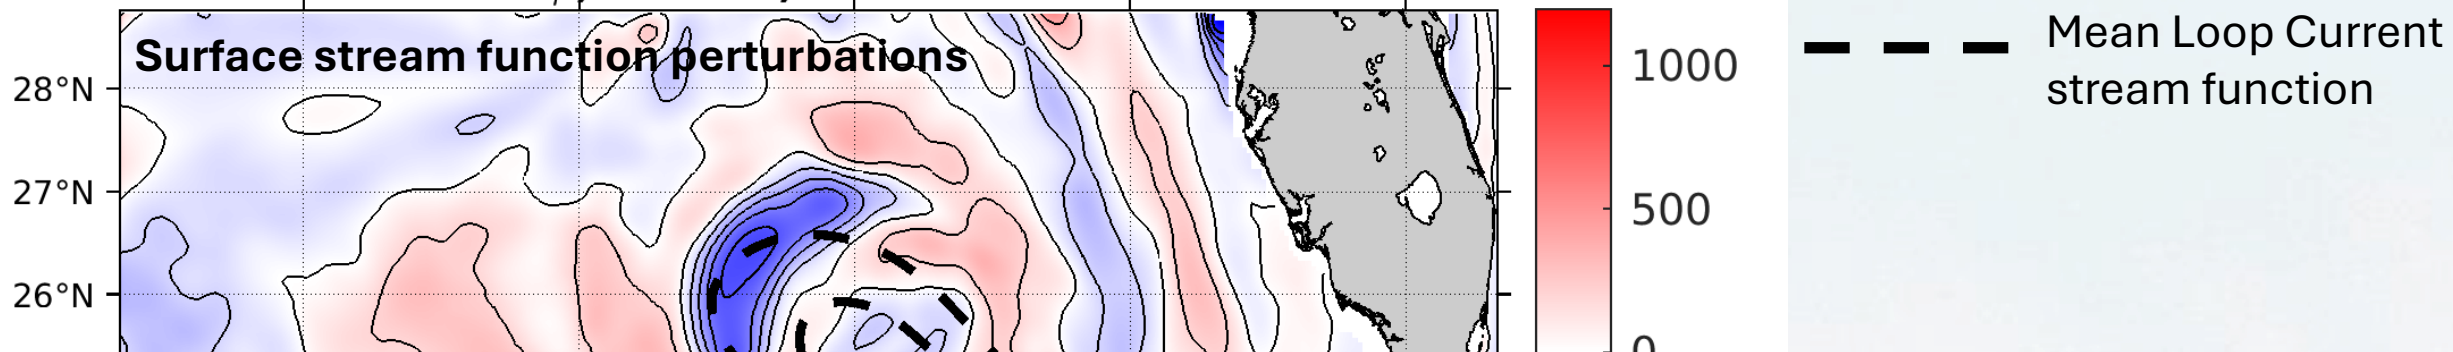 Surface stream function perturbations
28°N
27°N
26°N
1000
500
0
Mean Loop Current
stream function